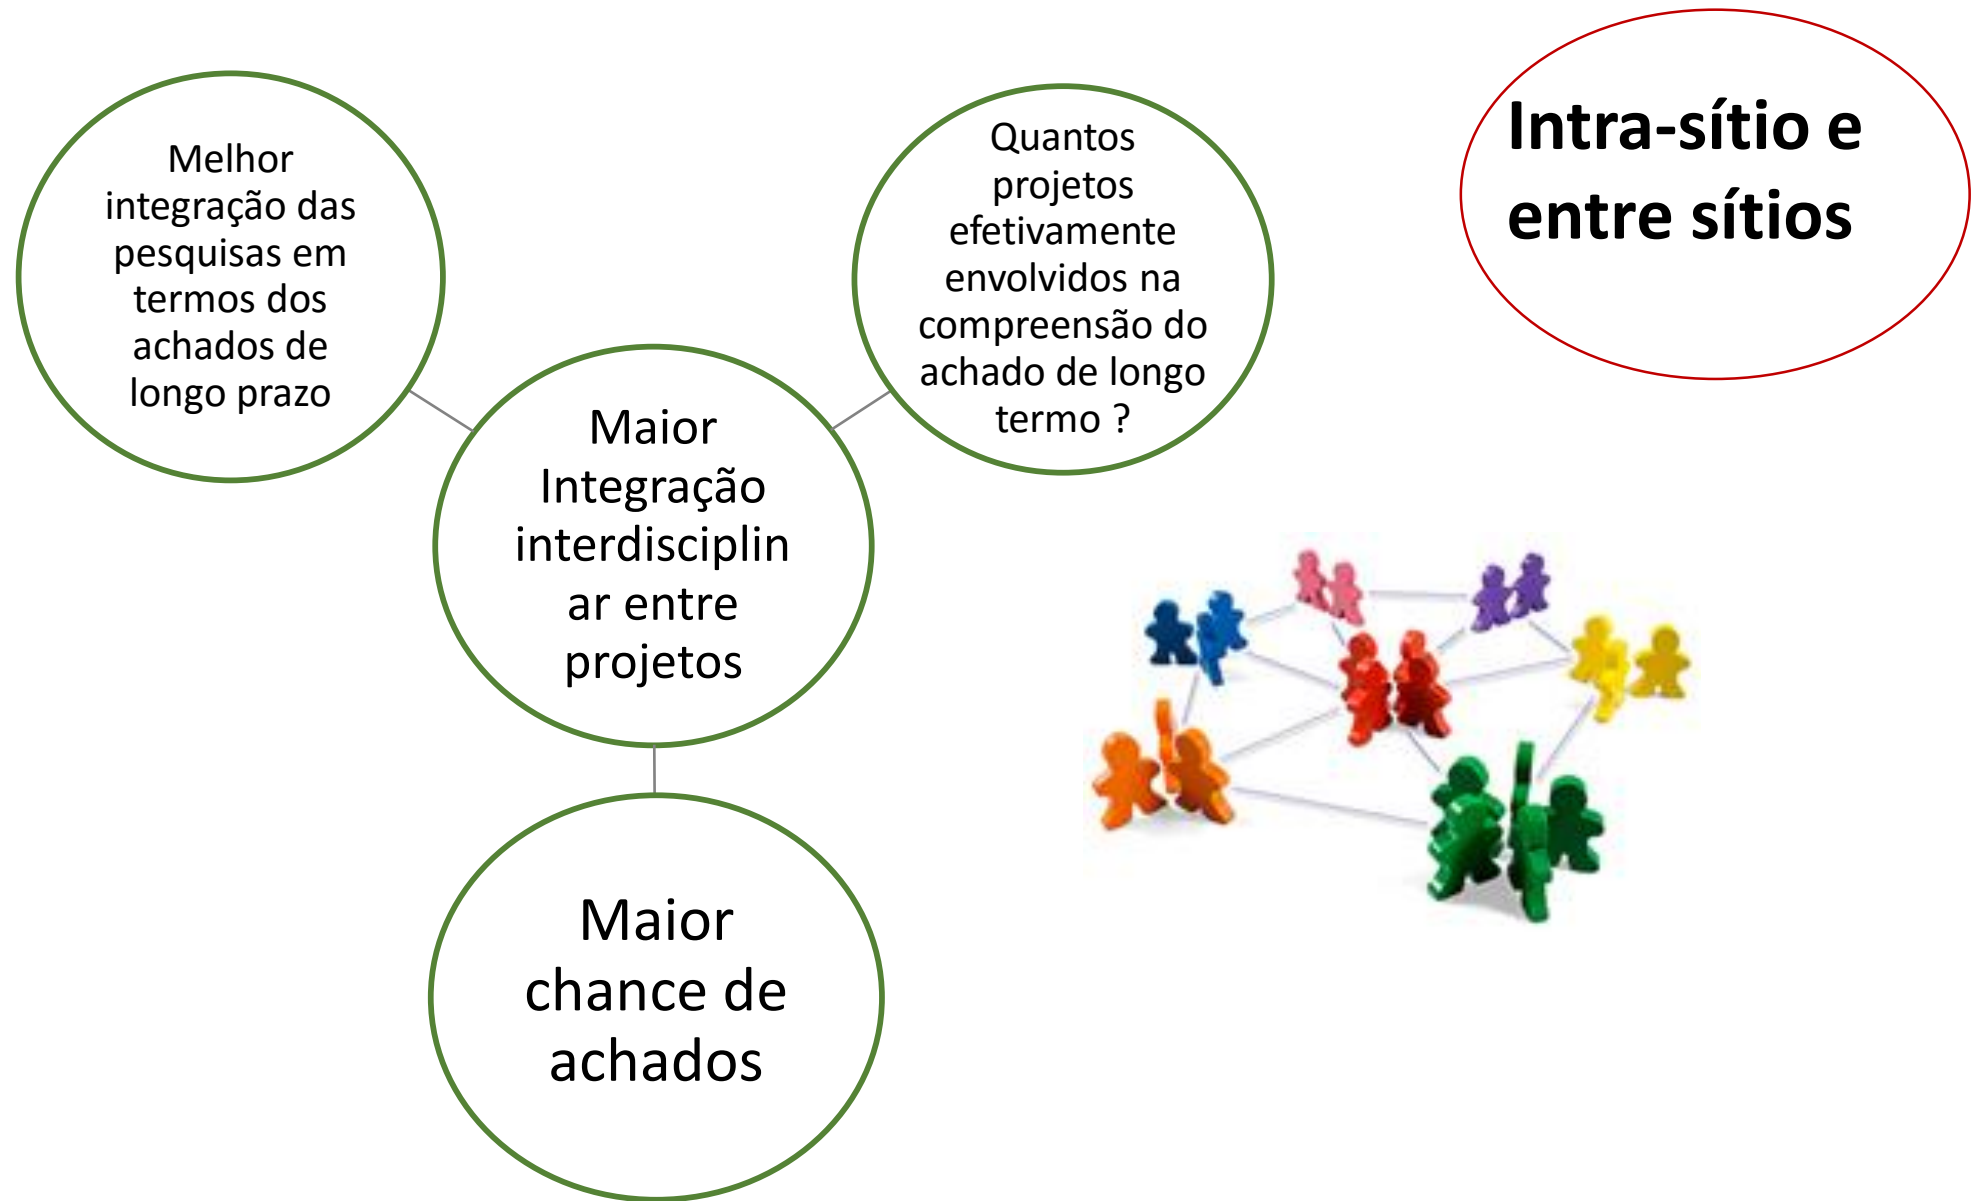 Melhor
integração das
pesquisas em
termos dos
achados de
longo prazo
Quantos
projetos
efetivamente
envolvidos na
compreensão do
achado de longo
termo ?
Intra-sítio e
entre sítios
Maior
Integração
interdisciplin
ar entre
projetos
Maior
chance de
achados